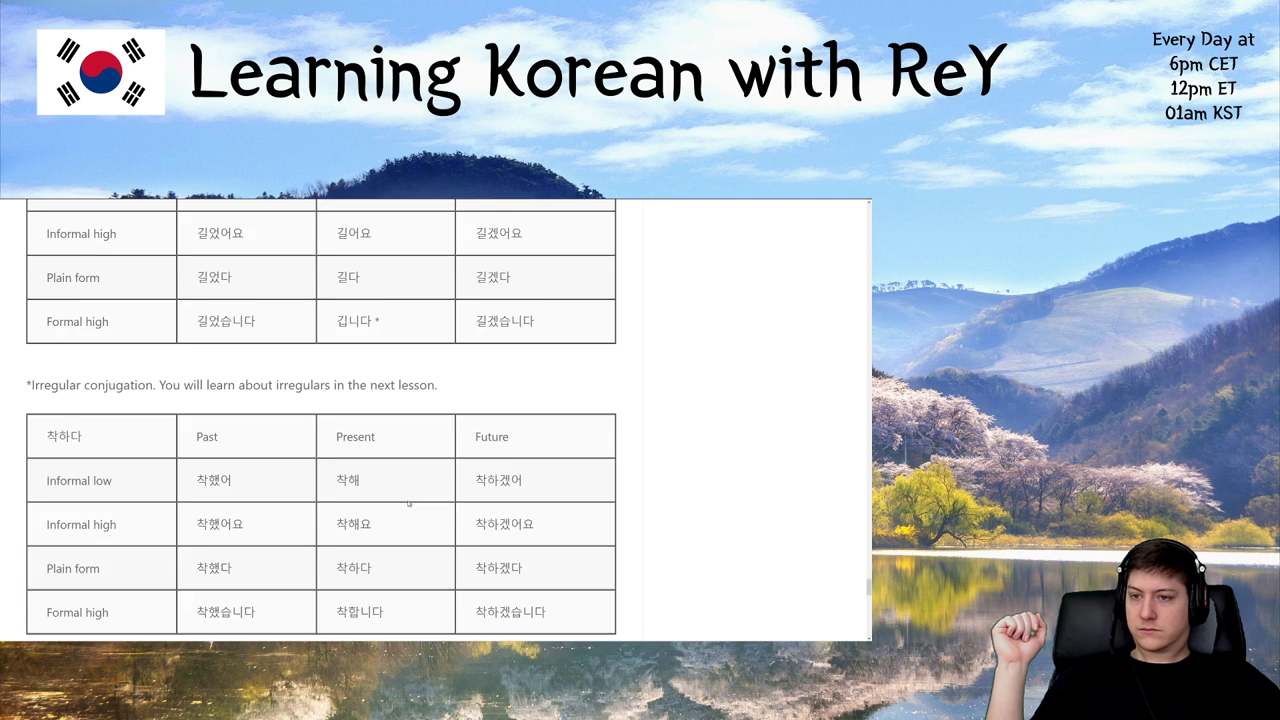 Learning Korean with ReY
Every Day at
6pm CET
12pm ET
01am KST
Informal high 길었어요 길어요 길겠어요
Plain form 길었다 길다 길겠다
Formal high 길었습니다 깁니다 * 길겠습니다
*Irregular conjugation. You will learn about irregulars in the next lesson.
착하다 Past Present Future
Informal low 착했어 착해 착하겠어
Informal high 착했어요 착해요 착하겠어요
Plain form 착했다 착하다 착하겠다
Formal high 착했습니다 착합니다 착하겠습니다